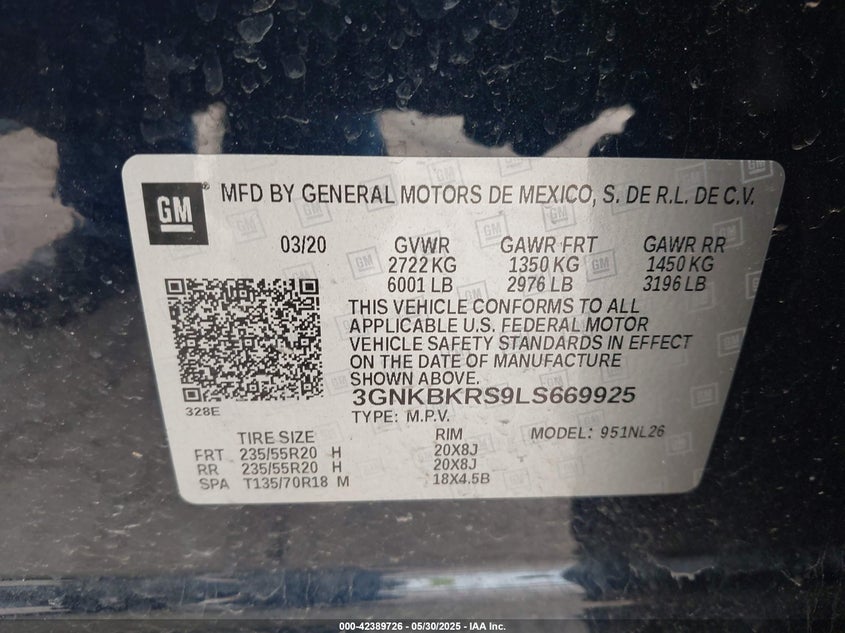 GM ® MFD BY GENERAL MOTORS DE MEXICO, S. DE R.L. DE C.V.
03/20 GVWR GAWR FRT GAWR RR
2722 KG 1350 KG 1450 KG
6001 LB 2976 LB 3196 LB
THIS VEHICLE CONFORMS TO ALL
APPLICABLE U.S. FEDERAL MOTOR
VEHICLE SAFETY STANDARDS IN EFFECT
ON THE DATE OF MANUFACTURE
SHOWN ABOVE.
3GNKBKRS9LS669925
328E
TYPE: M.P.V.
TIRE SIZE RIM MODEL: 951NL26
FRT 235/55R20 H 20X8J
RR 235/55R20 H 20X8J
SPA T135/70R18 M 18X4.5B
000-42389726 - 05/30/2025 - IAA Inc.